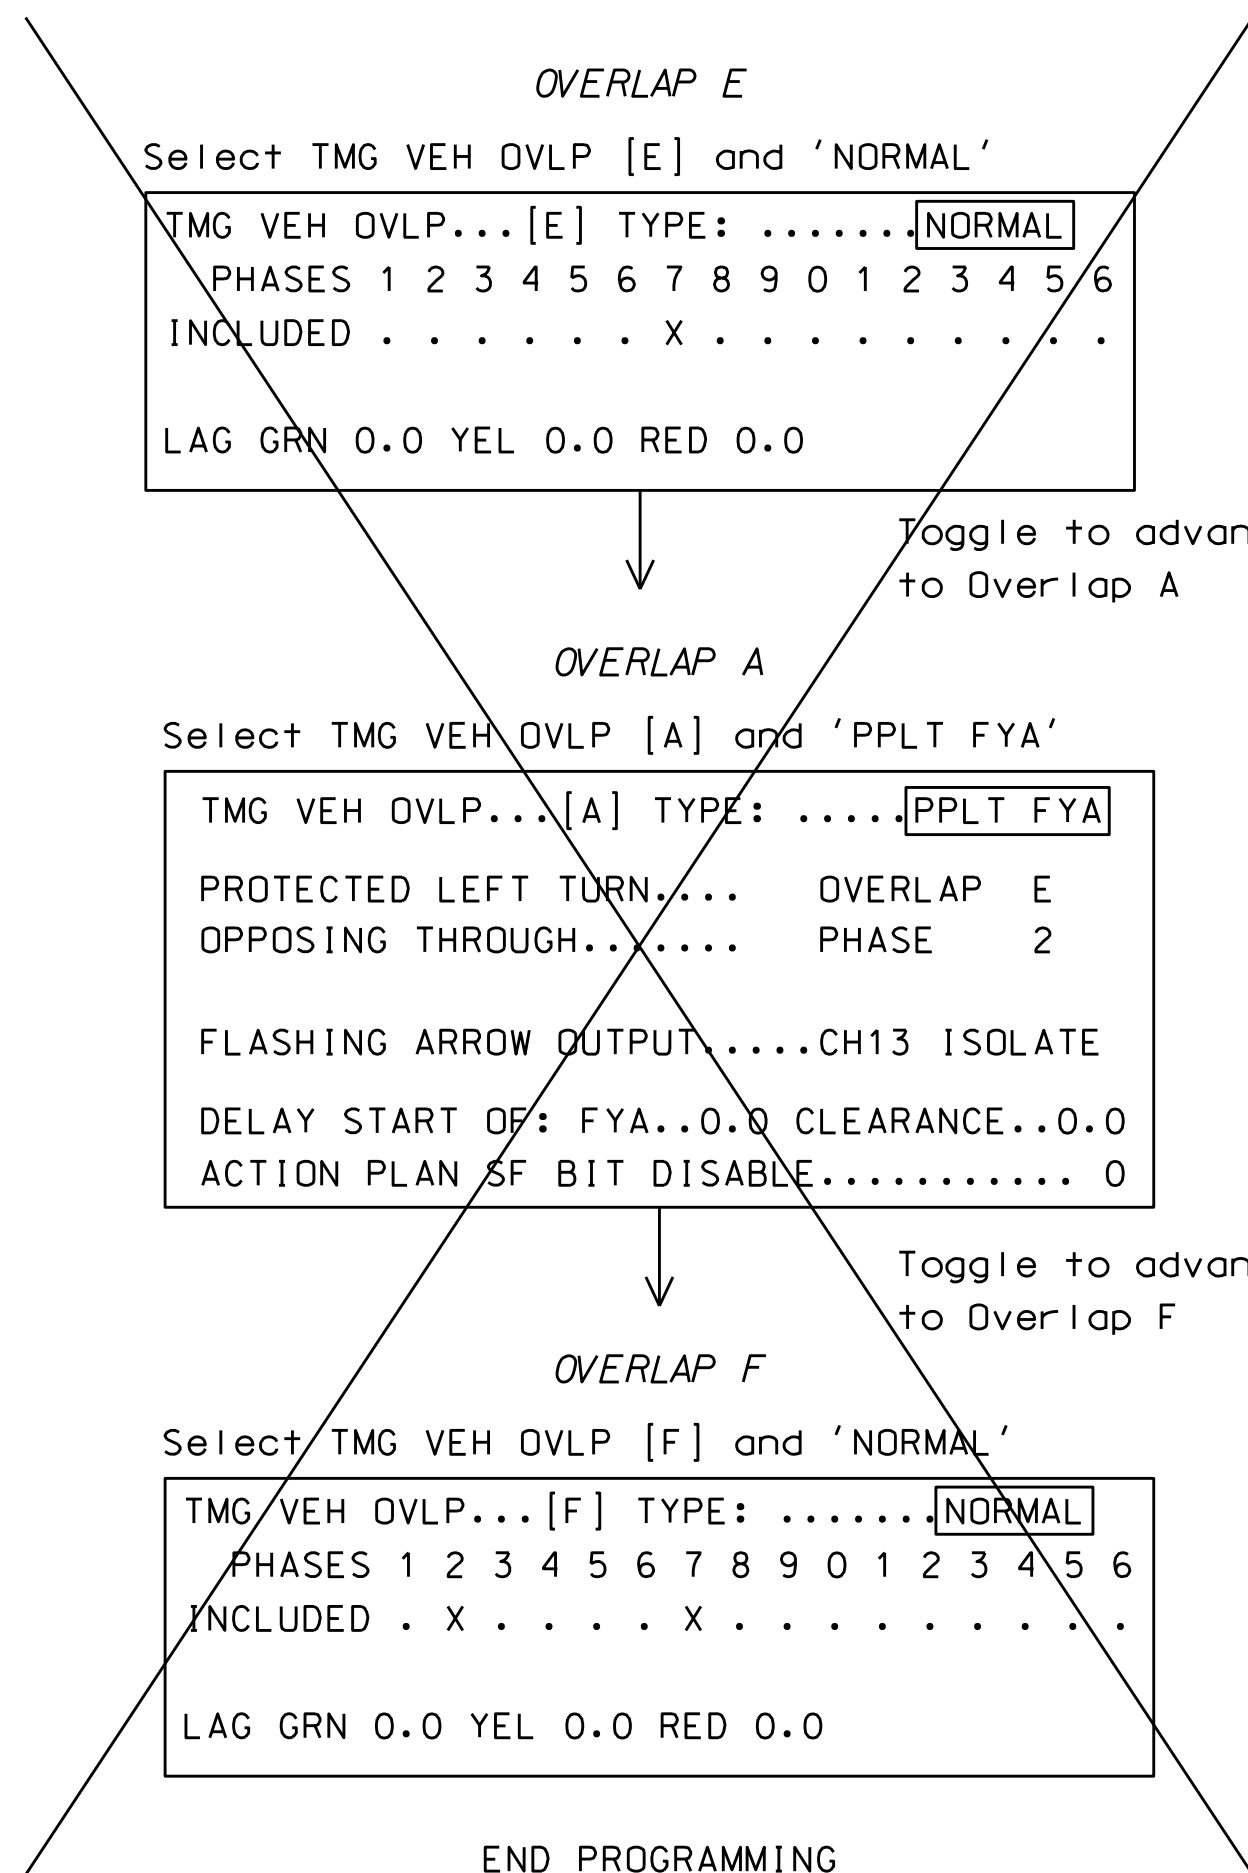 OVERLAP E
Select TMG VEH OVLP [E] and 'NORMAL'
TMG VEH OVLP...[E] TYPE: .......NORMAL
PHASES 1 2 3 4 5 6 7 8 9 0 1 2 3 4 5 6
INCLUDED . . . . . . X . . . . . . . . .
LAG GRN 0.0 YEL 0.0 RED 0.0
Toggle to advan
to Overlap A
OVERLAP A
Select TMG VEH OVLP [A] and 'PPLT FYA'
TMG VEH OVLP...[A] TYPE: .....PPLT FYA
PROTECTED LEFT TURN.... OVERLAP E
OPPOSING THROUGH....... PHASE 2
FLASHING ARROW OUTPUT.....CH13 ISOLATE
DELAY START OF: FYA..0.0 CLEARANCE..0.0
ACTION PLAN SF BIT DISABLE........... 0
Toggle to advan
to Overlap F
OVERLAP F
Select TMG VEH OVLP [F] and 'NORMAL'
TMG VEH OVLP...[F] TYPE: .......NORMAL
PHASES 1 2 3 4 5 6 7 8 9 0 1 2 3 4 5 6
INCLUDED . X . . . . X . . . . . . . . .
LAG GRN 0.0 YEL 0.0 RED 0.0
END PROGRAMMING